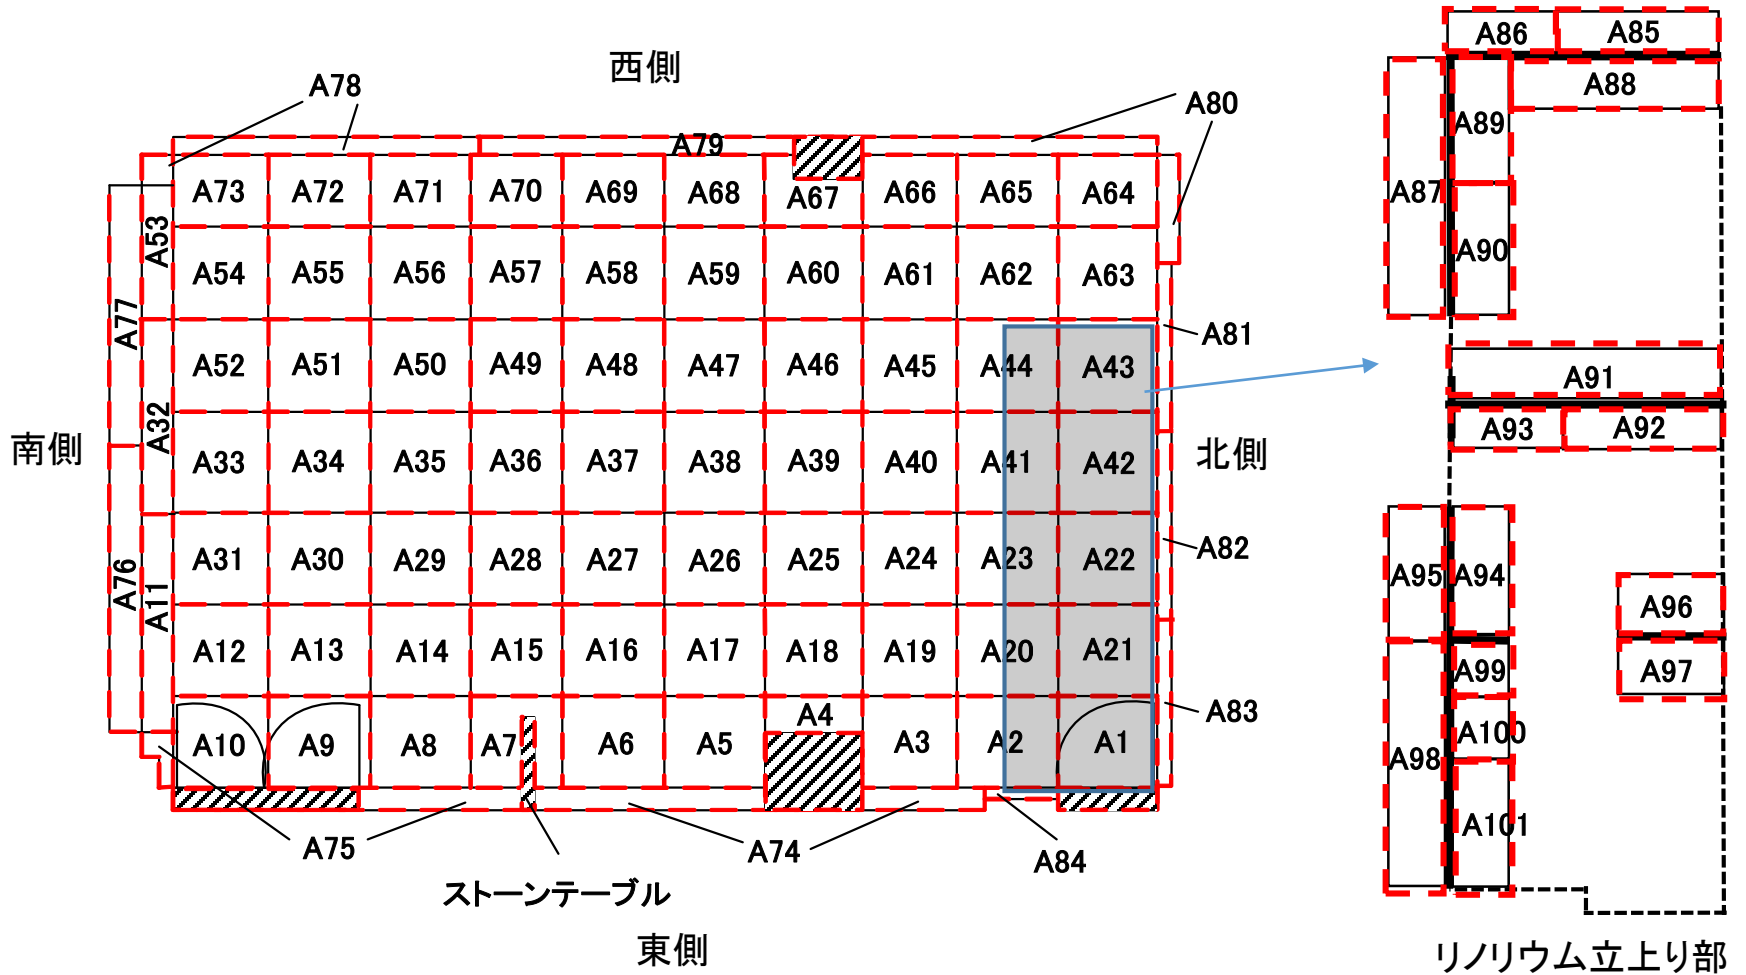 西側
A78
A80
A79
A73 A72 A71 A70 A69 A68 A67 A66 A65 A64
A53
A54 A55 A56 A57 A58 A59 A60 A61 A62 A63
A77
A81
A52 A51 A50 A49 A48 A47 A46 A45 A44 A43
A32
南側
北側
A33 A34 A35 A36 A37 A38 A39 A40 A41 A42
A82
A76
A11
A31 A30 A29 A28 A27 A26 A25 A24 A23 A22
A12 A13 A14 A15 A16 A17 A18 A19 A20 A21
A83
A10 A9 A8 A7 A6 A5 A4 A3 A2 A1
A75
A74
A84
ストーンテーブル
東側
A86 A85
A88
A89
A87
A90
A91
A93 A92
A95 A94
A96
A99
A97
A100
A98
A101
リノリウム立上り部